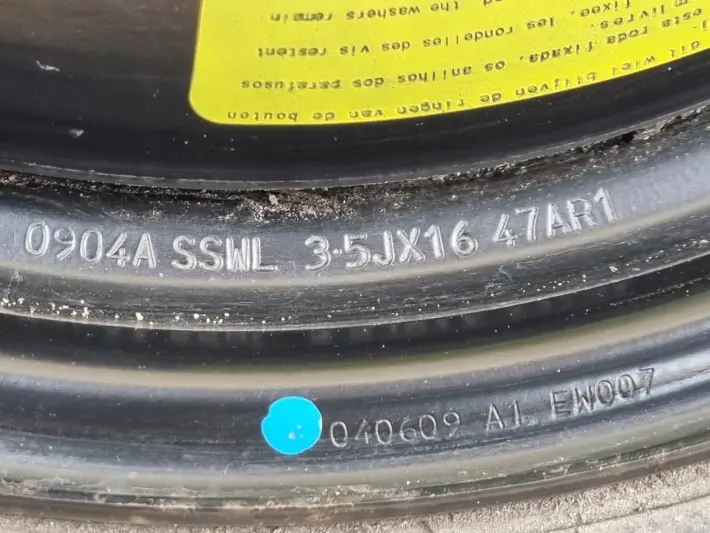 dit wiel blijven de ringen van de bouten
esta roda fixada, os anilhos dos parafusos
les rondelles des vis restent
fixée.
the washers remain
0904A SSWL 3.5JX16 47AR1
040609 A1 EW007